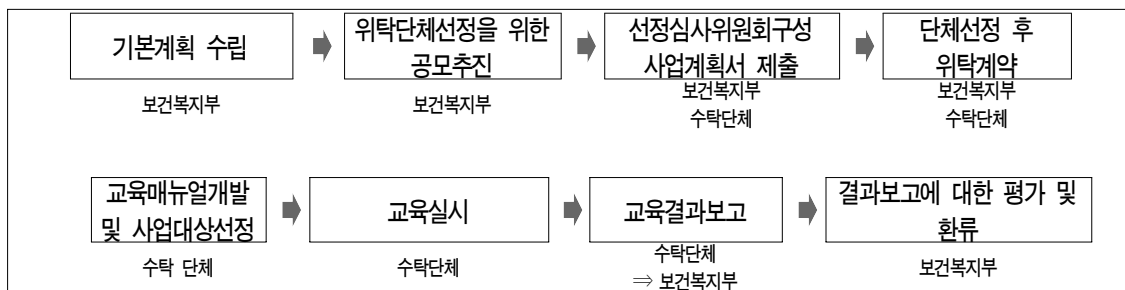 기본계획 수립
위탁단체선정을 위한
공모추진
선정심사위원회구성
사업계획서 제출
단체선정 후
위탁계약
보건복지부
보건복지부
보건복지부
수탁단체
보건복지부
수탁단체
교육매뉴얼개발
및 사업대상선정
교육실시
교육결과보고
결과보고에 대한 평가 및
환류
수탁 단체
수탁단체
수탁단체
⇒ 보건복지부
보건복지부